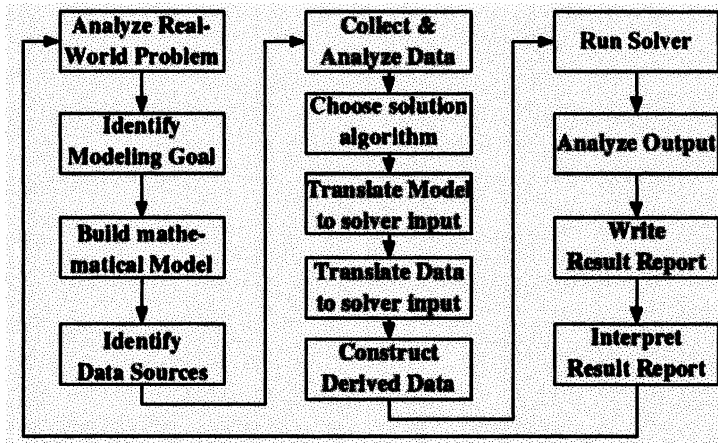 Analyze Real-
World Problem
Identify
Modeling Goal
Build mathe-
matical Model
Identify
Data Sources
Collect &
Analyze Data
Choose solution
algorithm
Translate Model
to solver input
Translate Data
to solver input
Construct
Derived Data
Run Solver
Analyze Output
Write
Result Report
Interpret
Result Report